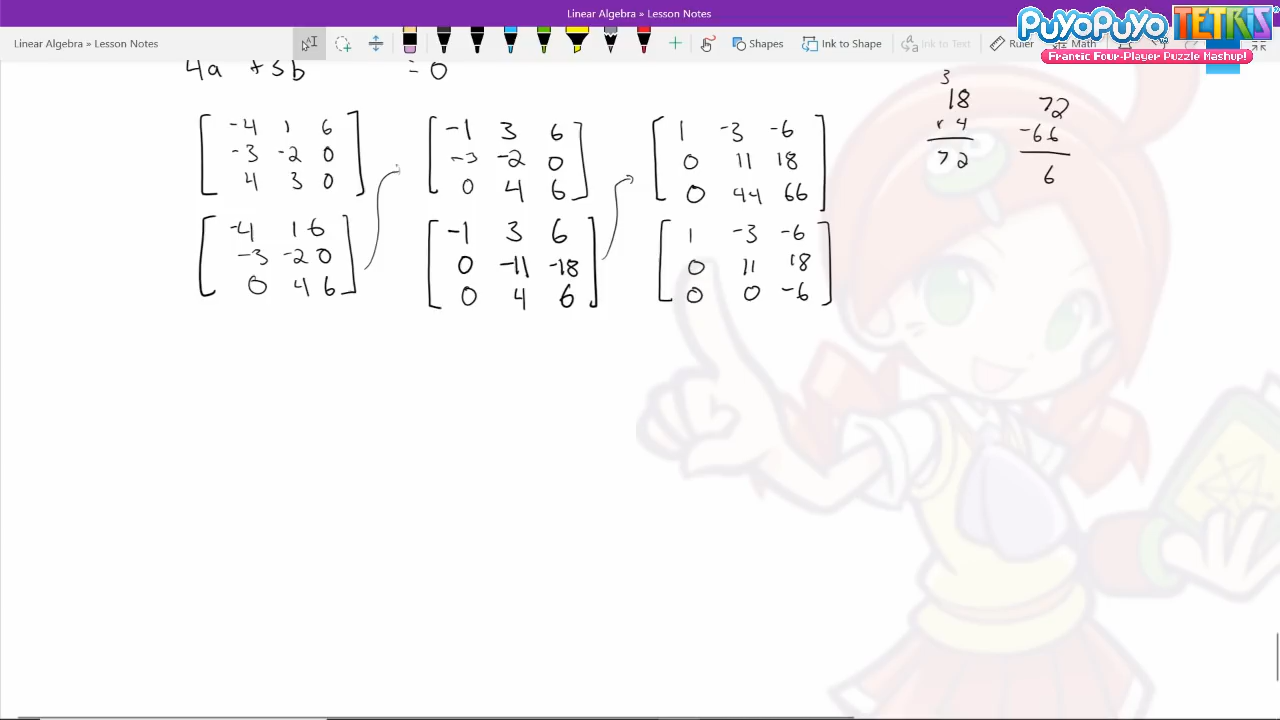 Linear Algebra » Lesson Notes
Linear Algebra » Lesson Notes
Shapes
Ink to Shape
Ink to Text
Ruler
Math
PUYOPUYO TETRIS
Frantic Four-Player Puzzle Mashup!
4a + 3b = 0
-4 1 6
-3 -2 0
4 3 0
-4 1 6
-3 -2 0
0 4 6
-1 3 6
-3 -2 0
0 4 6
-1 3 6
0 -11 -18
0 4 6
1 -3 -6
0 11 18
0 44 66
1 -3 -6
0 11 18
0 0 -6
3
18
x 4
72
72
-66
6